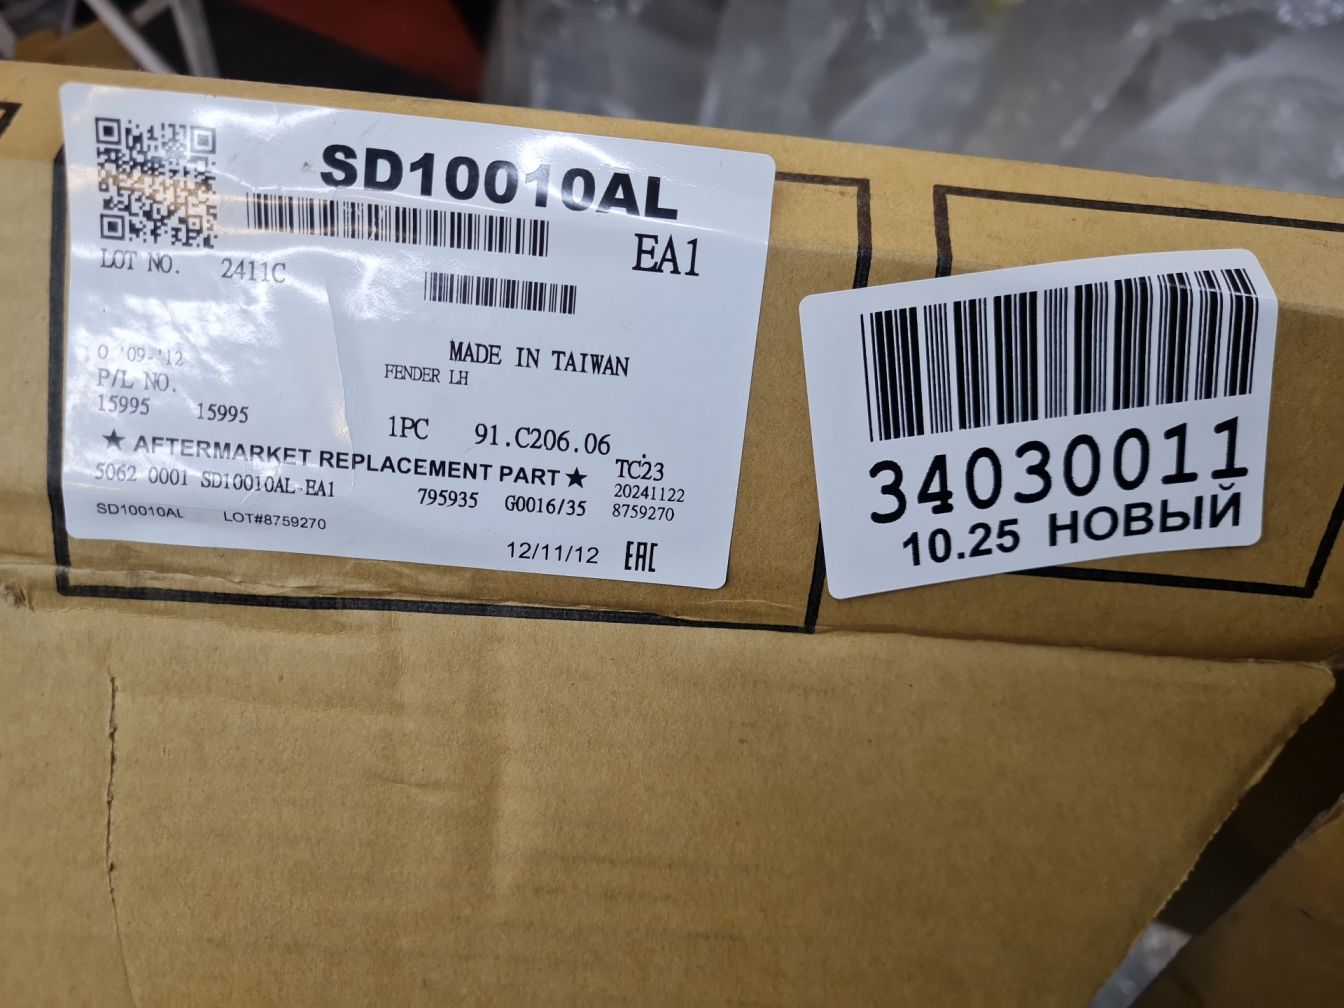 SD10010AL
EA1
LOT NO. 2411C
O '09-'12
MADE IN TAIWAN
FENDER LH
P/L NO.
15995 15995
1PC 91.C206.06
★ AFTERMARKET REPLACEMENT PART ★
TC23
5062 0001 SD10010AL-EA1
795935 G0016/35
20241122
8759270
SD10010AL LOT#8759270
12/11/12 EAC
34030011
10.25 НОВЫЙ